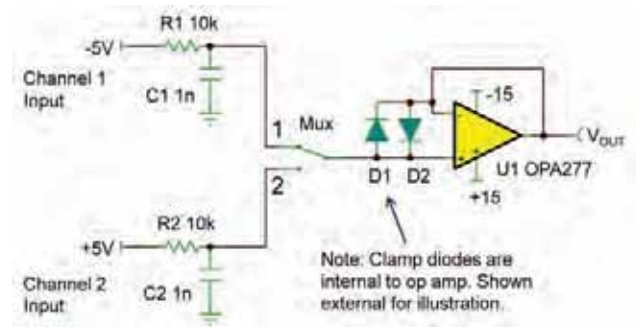 R1 10k
-5V
Channel 1
Input
C1 1n
1
Mux
2
-15
VOUT
U1 OPA277
+15
D1
D2
R2 10k
+5V
Channel 2
Input
C2 1n
Note: Clamp diodes are
internal to op amp. Shown
external for illustration.